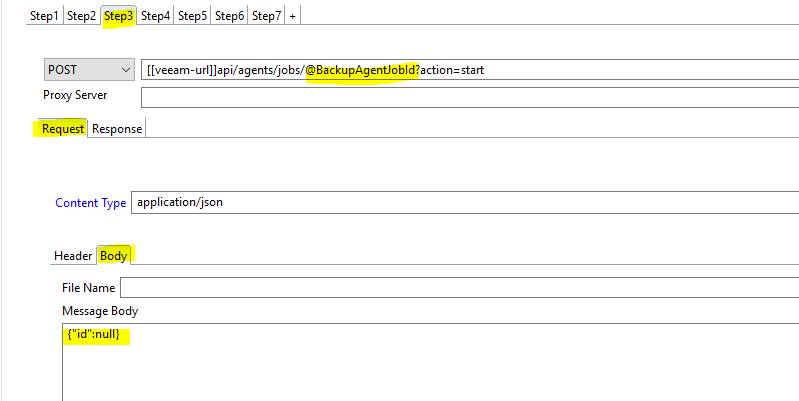 Step1 Step2 Step3 Step4 Step5 Step6 Step7 +
POST [[veeam-url]]api/agents/jobs/@BackupAgentJobId?action=start
Proxy Server
Request Response
Content Type application/json
Header Body
File Name
Message Body
{"id":null}